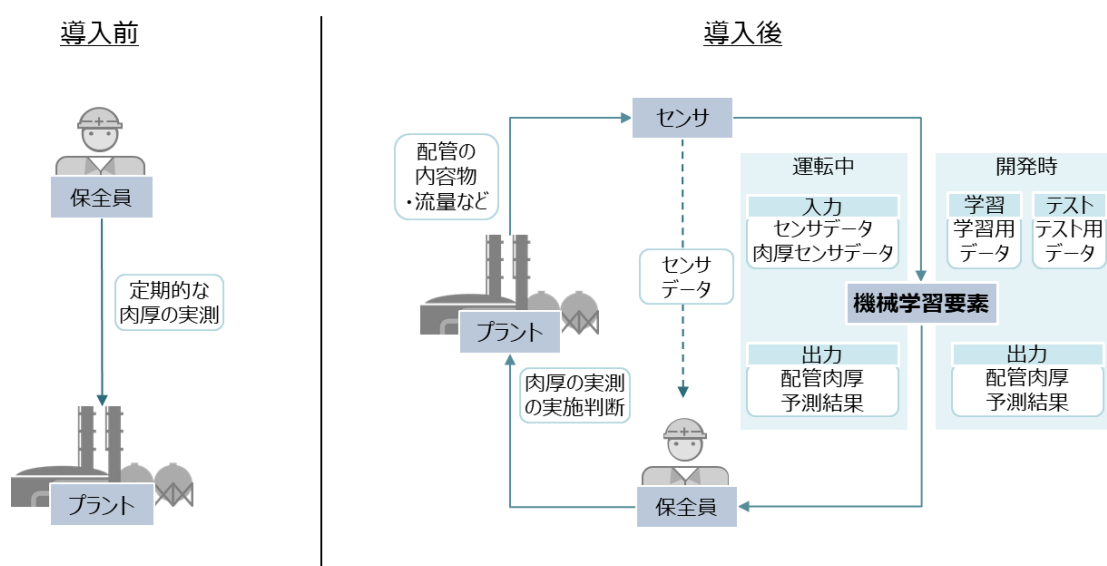 導入前
保全員
定期的な
肉厚の実測
プラント
導入後
センサ
配管の
内容物
・流量など
プラント
肉厚の実測
の実施判断
センサ
データ
保全員
運転中
入力
センサデータ
肉厚センサデータ
開発時
学習
学習用
データ
テスト
テスト用
データ
機械学習要素
出力
配管肉厚
予測結果
出力
配管肉厚
予測結果